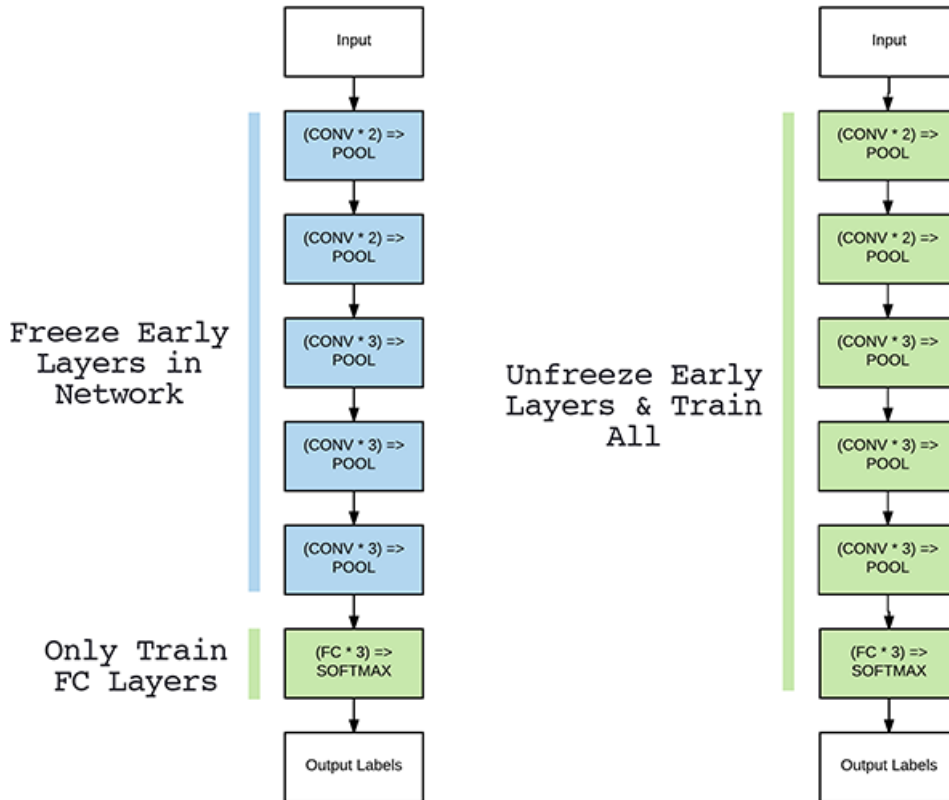 Input
(CONV * 2) =>
POOL
(CONV * 2) =>
POOL
(CONV * 3) =>
POOL
(CONV * 3) =>
POOL
(CONV * 3) =>
POOL
(FC * 3) =>
SOFTMAX
Output Labels
Freeze Early
Layers in
Network
Only Train
FC Layers
Input
(CONV * 2) =>
POOL
(CONV * 2) =>
POOL
(CONV * 3) =>
POOL
(CONV * 3) =>
POOL
(CONV * 3) =>
POOL
(FC * 3) =>
SOFTMAX
Output Labels
Unfreeze Early
Layers & Train
All